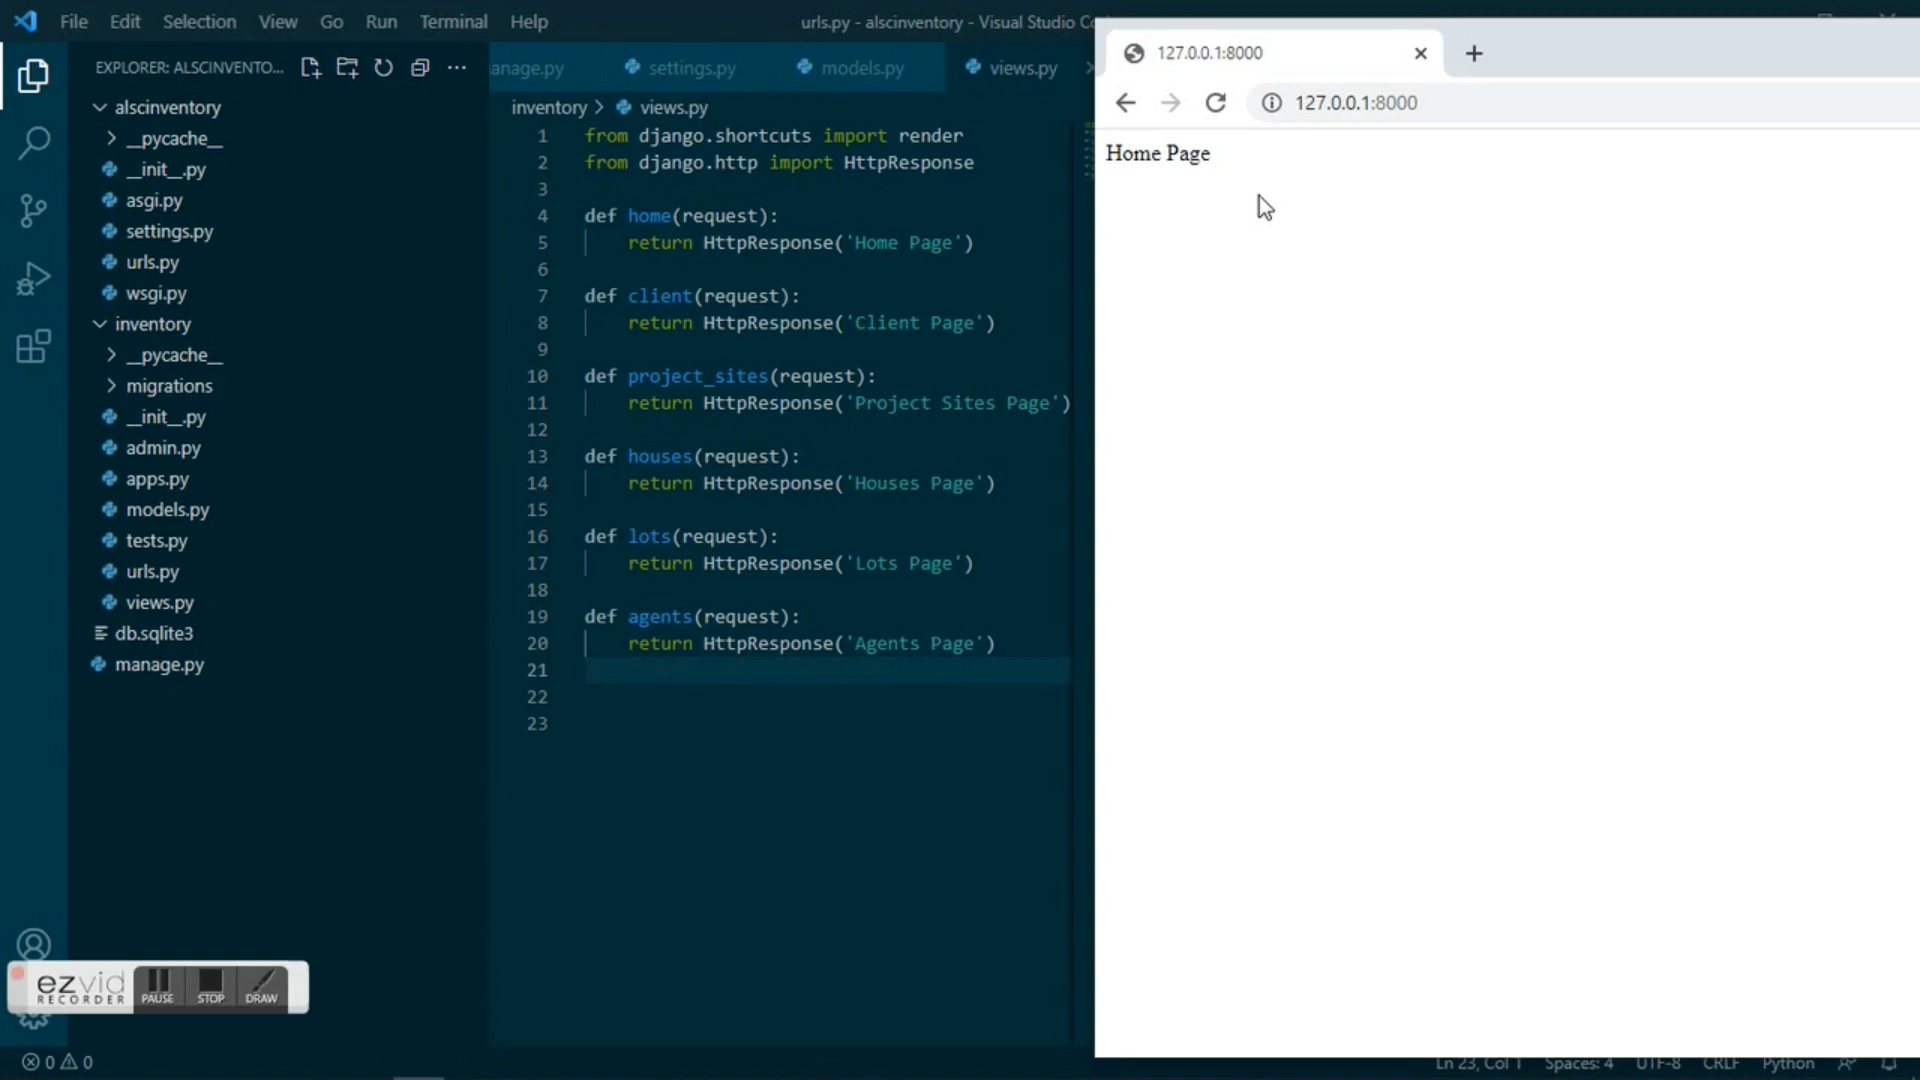 File Edit Selection View Go Run Terminal Help
urls.py - alscinventory - Visual Studio Co
EXPLORER: ALSCINVENTO...
alscinventory
__pycache__
__init__.py
asgi.py
settings.py
urls.py
wsgi.py
inventory
__pycache__
migrations
__init__.py
admin.py
apps.py
models.py
tests.py
urls.py
views.py
db.sqlite3
manage.py
anage.py settings.py models.py views.py
inventory > views.py
1 from django.shortcuts import render
2 from django.http import HttpResponse
3
4 def home(request):
5 return HttpResponse('Home Page')
6
7 def client(request):
8 return HttpResponse('Client Page')
9
10 def project_sites(request):
11 return HttpResponse('Project Sites Page')
12
13 def houses(request):
14 return HttpResponse('Houses Page')
15
16 def lots(request):
17 return HttpResponse('Lots Page')
18
19 def agents(request):
20 return HttpResponse('Agents Page')
21
22
23
127.0.0.1:8000
127.0.0.1:8000
Home Page
ezvid
RECORDER
PAUSE STOP DRAW
0 0
Ln 23, Col 1 Spaces: 4 UTF-8 CRLF Python